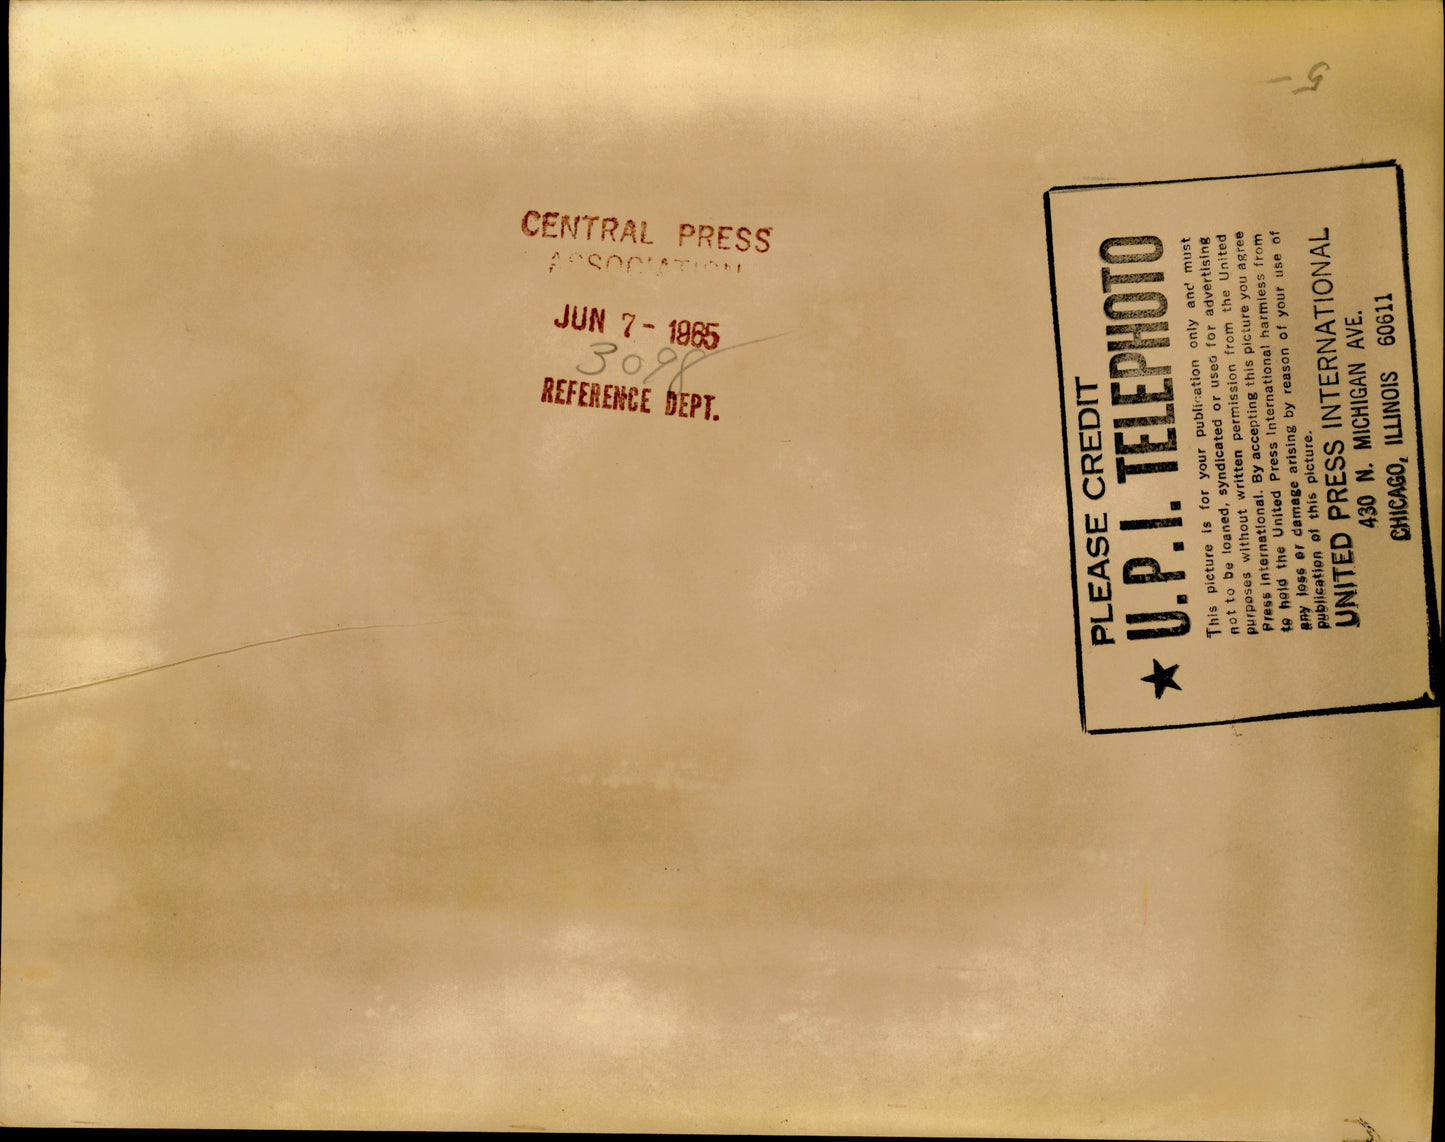 CENTRAL PRESS
ASSOCIATION
JUN 7 - 1965
3098
REFERENCE DEPT.
PLEASE CREDIT
★ U.P.I. TELEPHOTO
This picture is for your publication only and must
not to be loaned, syndicated or used for advertising
purposes without written permission from the United
Press International. By accepting this picture you agree
to hold the United Press International harmless from
any loss or damage arising by reason of your use of
publication of this picture.
UNITED PRESS INTERNATIONAL
430 N. MICHIGAN AVE.
CHICAGO, ILLINOIS 60611